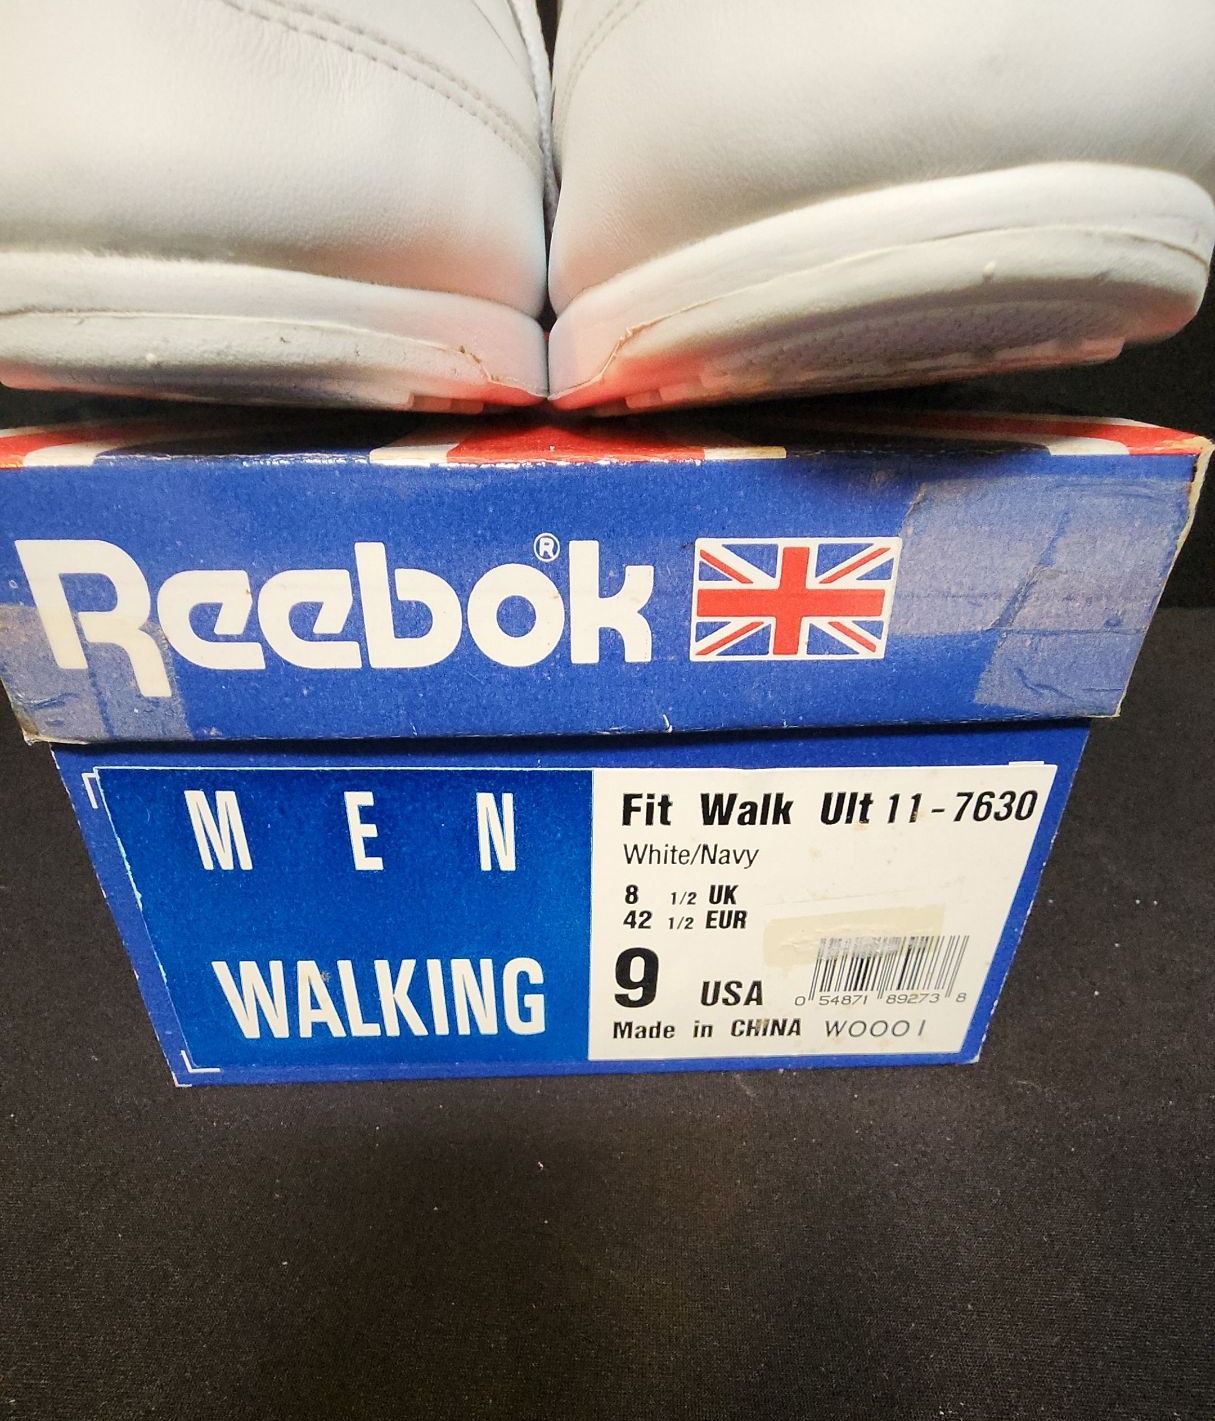 Reebok®
MEN
WALKING
Fit Walk Ult 11-7630
White/Navy
8 1/2 UK
42 1/2 EUR
9 USA
0 54871 89273 8
Made in CHINA W0001